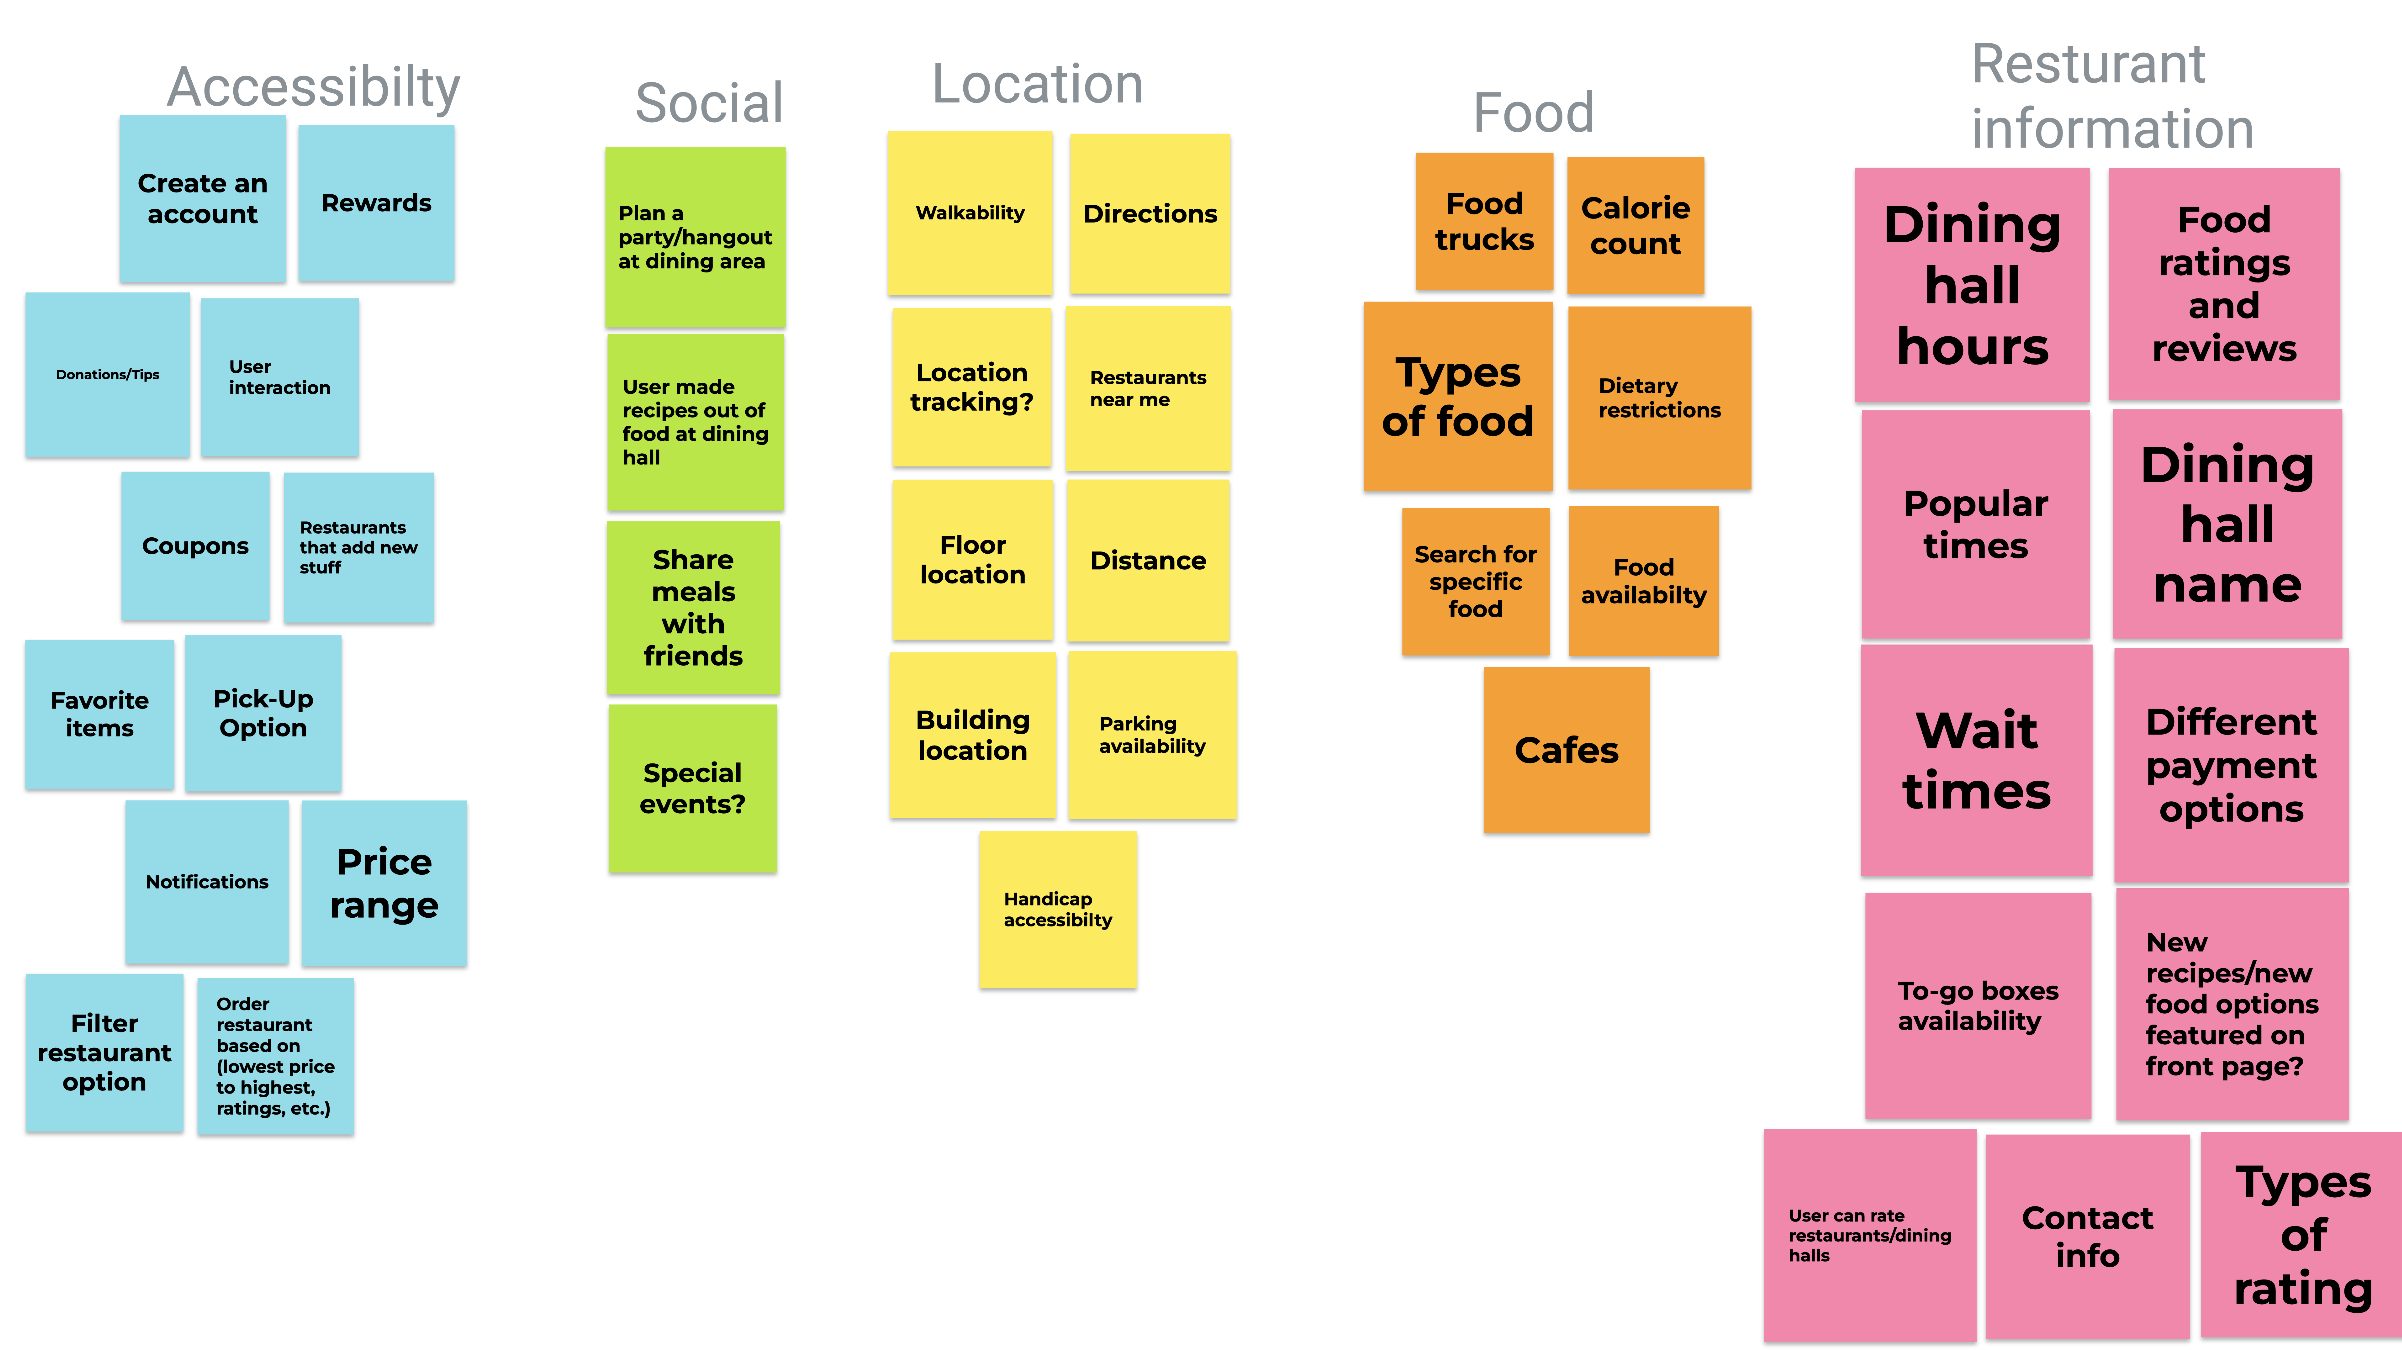 Accessibilty
Create an
account
Rewards
Donations/Tips
User
interaction
Coupons
Restaurants
that add new
stuff
Favorite
items
Pick-Up
Option
Notifications
Price
range
Filter
restaurant
option
Order
restaurant
based on
(lowest price
to highest,
ratings, etc.)
Social
Plan a
party/hangout
at dining area
User made
recipes out of
food at dining
hall
Share
meals
with
friends
Special
events?
Location
Walkability
Directions
Location
tracking?
Restaurants
near me
Floor
location
Distance
Building
location
Parking
availability
Handicap
accessibilty
Food
Food
trucks
Calorie
count
Types
of food
Dietary
restrictions
Search for
specific
food
Food
availabilty
Cafes
Resturant
information
Dining
hall
hours
Food
ratings
and
reviews
Popular
times
Dining
hall
name
Wait
times
Different
payment
options
To-go boxes
availability
New
recipes/new
food options
featured on
front page?
User can rate
restaurants/dining
halls
Contact
info
Types
of
rating